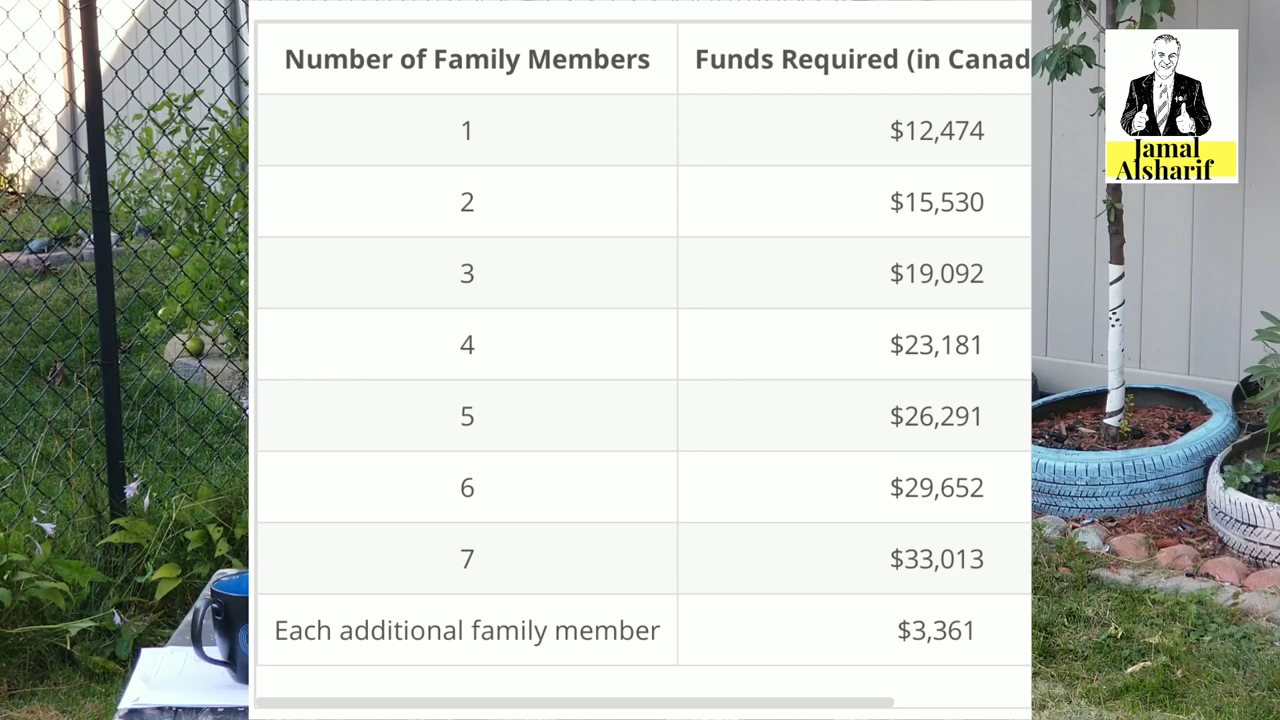 Number of Family Members Funds Required (in Canad
1 $12,474
2 $15,530
3 $19,092
4 $23,181
5 $26,291
6 $29,652
7 $33,013
Each additional family member $3,361
Jamal
Alsharif